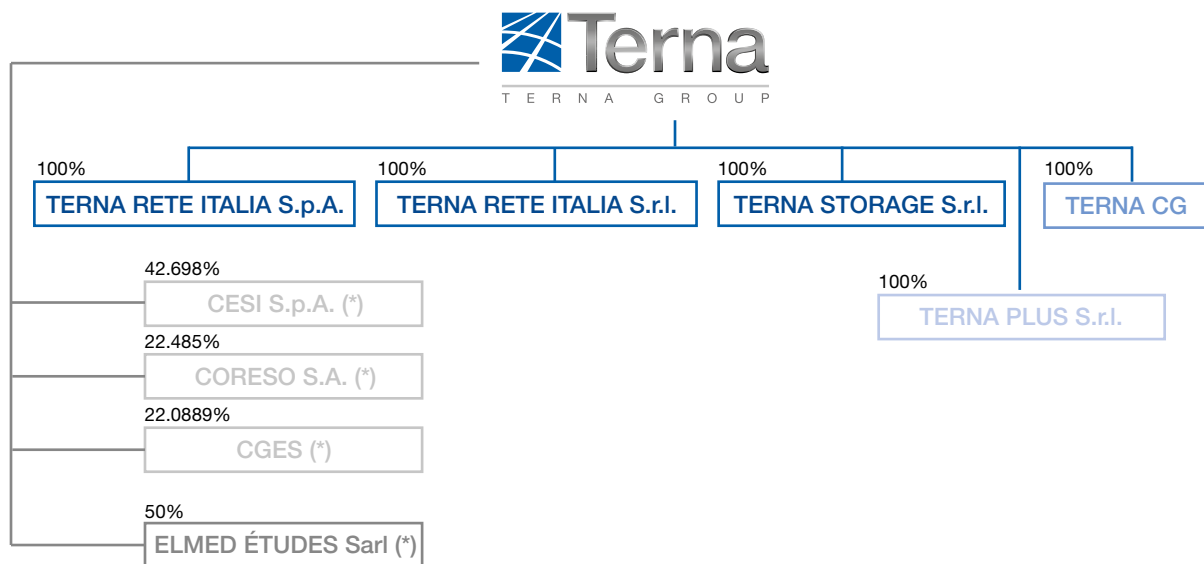 Terna
TERNA GROUP
100%
TERNA RETE ITALIA S.p.A.
100%
TERNA RETE ITALIA S.r.l.
100%
TERNA STORAGE S.r.l.
100%
TERNA CG
42.698%
CESI S.p.A. (*)
100%
TERNA PLUS S.r.l.
22.485%
CORESO S.A. (*)
22.0889%
CGES (*)
50%
ELMED ÉTUDES Sarl (*)